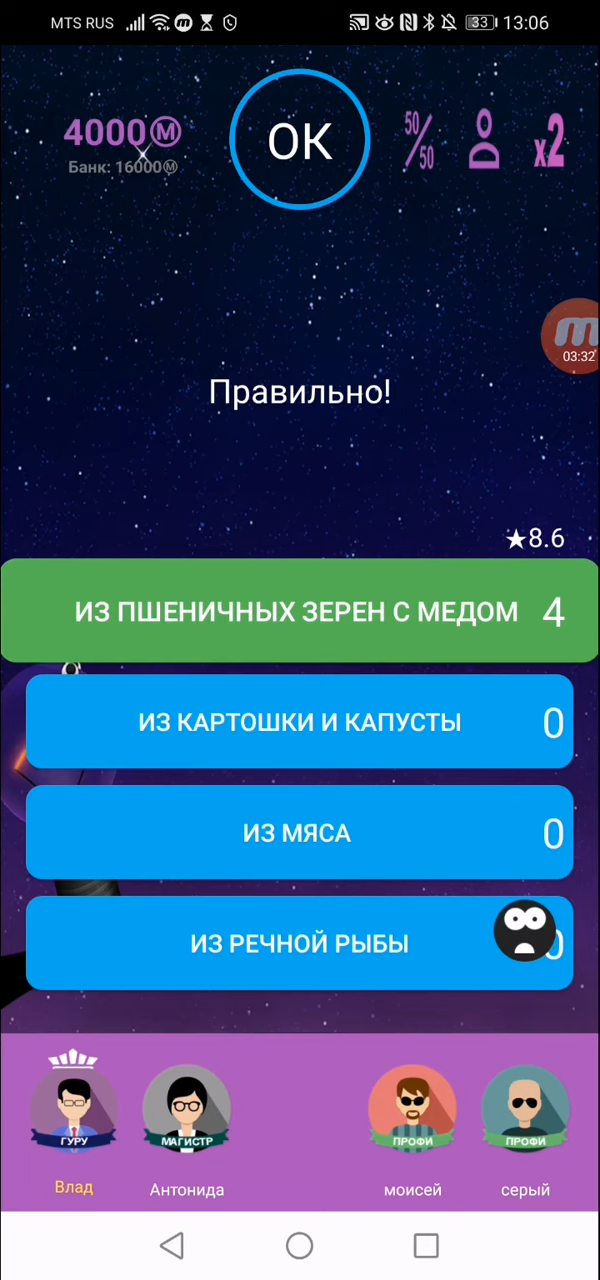 MTS RUS 33 13:06
4000Ⓜ
Банк: 16000Ⓜ
ОК
50/50
x2
m
03:32
Правильно!
★8.6
ИЗ ПШЕНИЧНЫХ ЗЕРЕН С МЕДОМ 4
ИЗ КАРТОШКИ И КАПУСТЫ 0
ИЗ МЯСА 0
ИЗ РЕЧНОЙ РЫБЫ 0
ГУРУ
МАГИСТР
ПРОФИ
ПРОФИ
Влад
Антонида
моисей
серый